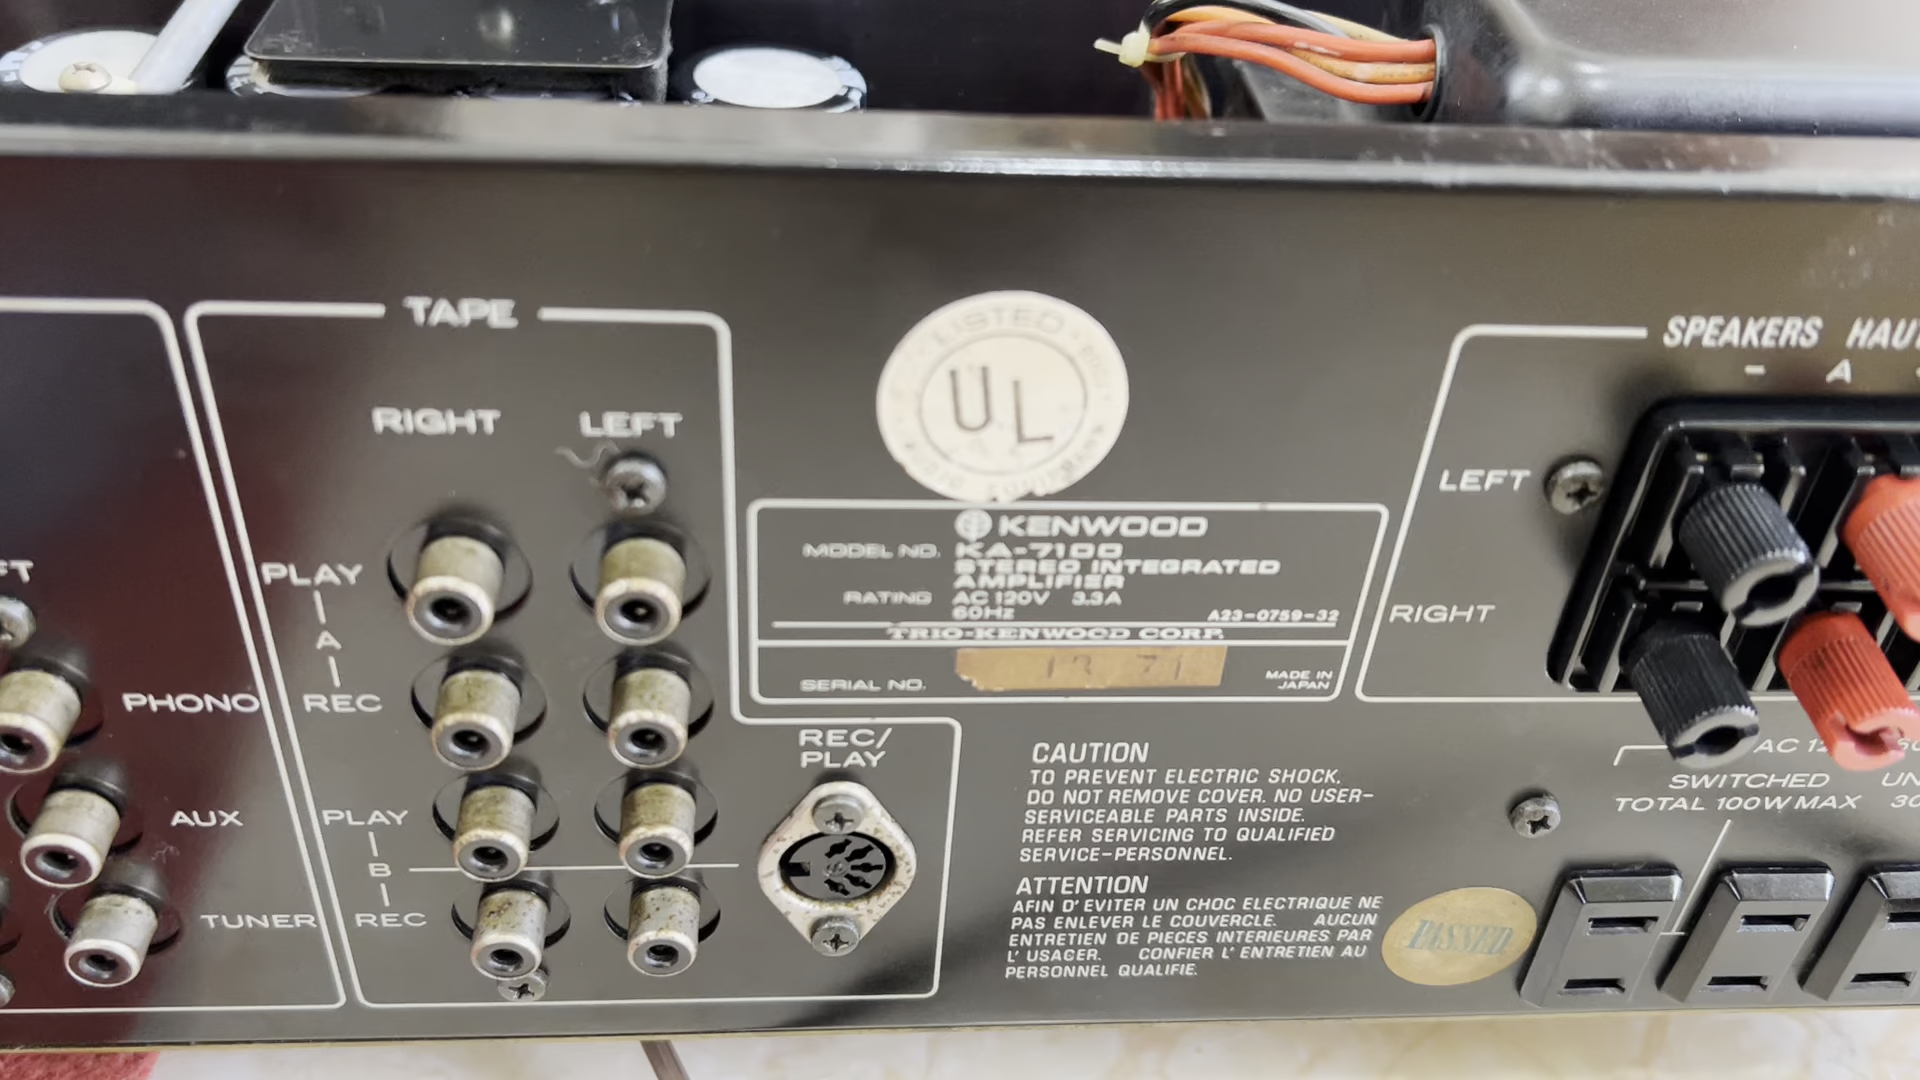 TAPE
RIGHT LEFT
PLAY
A
REC
PLAY
B
REC
PHONO
AUX
TUNER
REC/
PLAY
LISTED
UL
KENWOOD
MODEL NO. KA-7100
STEREO INTEGRATED
AMPLIFIER
RATING AC 120V 3.3A
60Hz A23-0759-32
TRIO-KENWOOD CORP.
SERIAL NO.
MADE IN
JAPAN
CAUTION
TO PREVENT ELECTRIC SHOCK,
DO NOT REMOVE COVER. NO USER-
SERVICEABLE PARTS INSIDE.
REFER SERVICING TO QUALIFIED
SERVICE-PERSONNEL.
ATTENTION
AFIN D'EVITER UN CHOC ELECTRIQUE NE
PAS ENLEVER LE COUVERCLE. AUCUN
ENTRETIEN DE PIECES INTERIEURES PAR
L' USAGER. CONFIER L' ENTRETIEN AU
PERSONNEL QUALIFIE.
PASSED
SPEAKERS
- A
LEFT
RIGHT
AC
SWITCHED
TOTAL 100W MAX